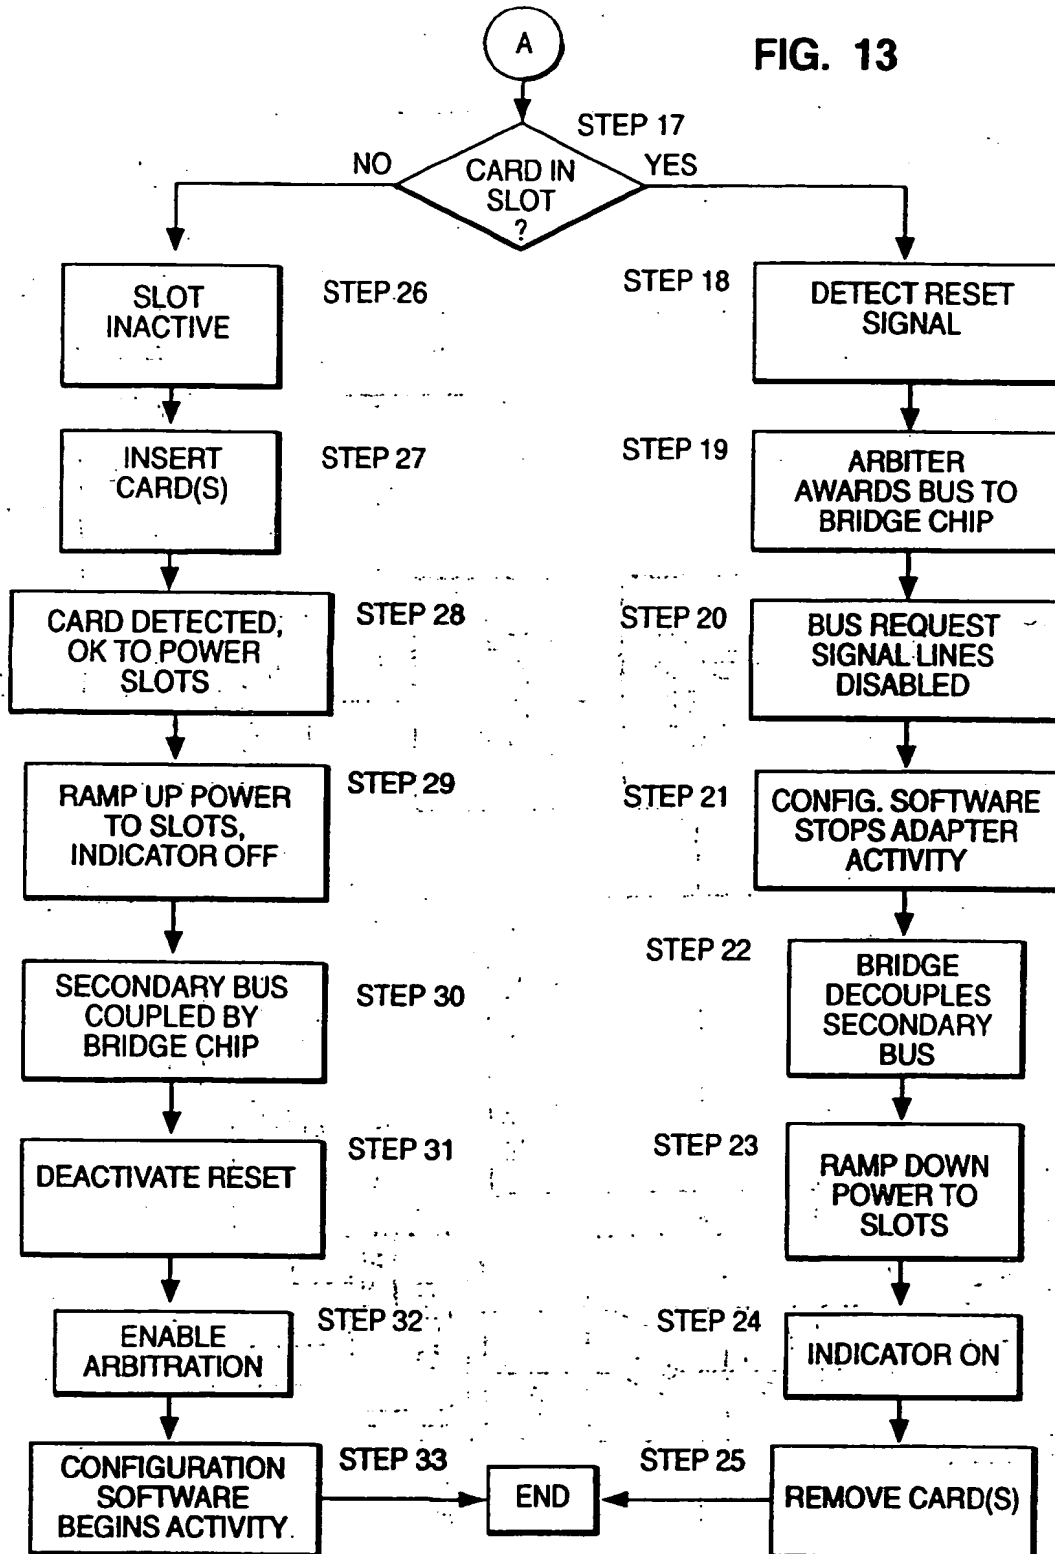 A
FIG. 13
STEP 17
NO
YES
CARD IN
SLOT
?
SLOT
INACTIVE
STEP 26
INSERT
CARD(S)
STEP 27
CARD DETECTED,
OK TO POWER
SLOTS
STEP 28
RAMP UP POWER
TO SLOTS,
INDICATOR OFF
STEP 29
SECONDARY BUS
COUPLED BY
BRIDGE CHIP
STEP 30
DEACTIVATE RESET
STEP 31
ENABLE
ARBITRATION
STEP 32
CONFIGURATION
SOFTWARE
BEGINS ACTIVITY.
STEP 33
STEP 18
DETECT RESET
SIGNAL
STEP 19
ARBITER
AWARDS BUS TO
BRIDGE CHIP
STEP 20
BUS REQUEST
SIGNAL LINES
DISABLED
STEP 21
CONFIG. SOFTWARE
STOPS ADAPTER
ACTIVITY
STEP 22
BRIDGE
DECOUPLES
SECONDARY
BUS
STEP 23
RAMP DOWN
POWER TO
SLOTS
STEP 24
INDICATOR ON
STEP 25
REMOVE CARD(S)
END